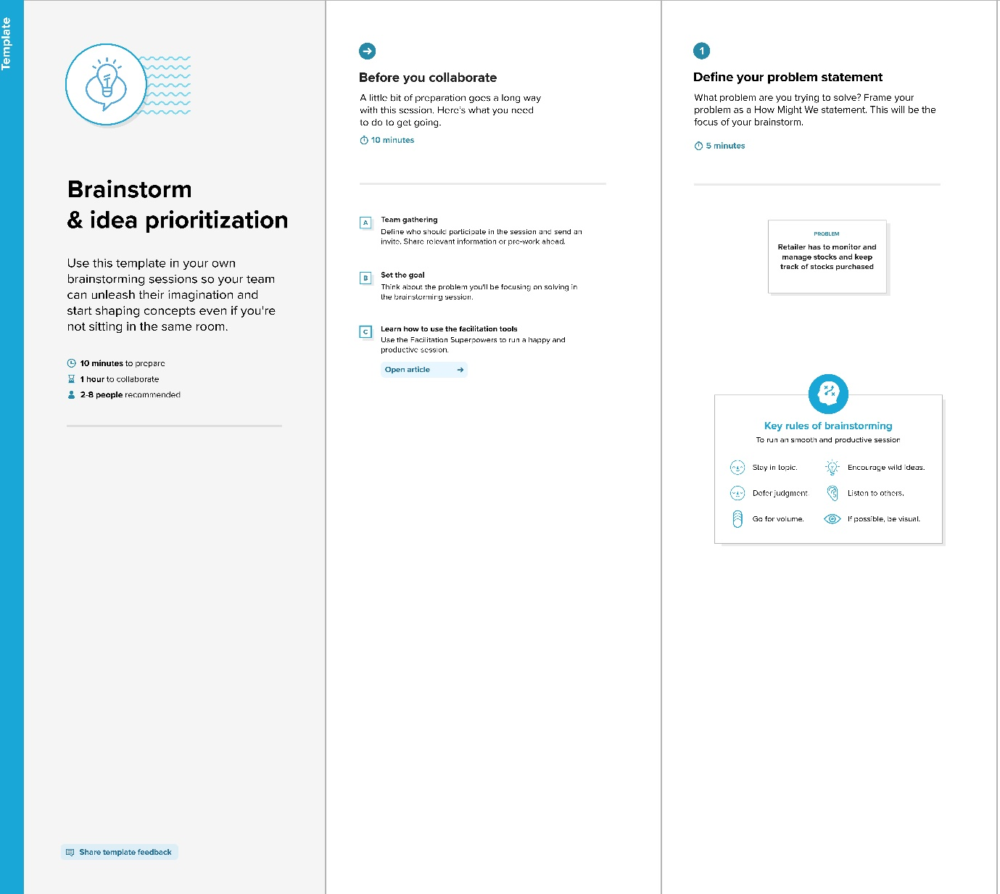 Template
Brainstorm
& idea prioritization
Use this template in your own
brainstorming sessions so your team
can unleash their imagination and
start shaping concepts even if you're
not sitting in the same room.
10 minutes to prepare
1 hour to collaborate
2-8 people recommended
Share template feedback
Before you collaborate
A little bit of preparation goes a long way
with this session. Here's what you need
to do to get going.
10 minutes
A
Team gathering
Define who should participate in the session and send an
invite. Share relevant information or pre-work ahead.
B
Set the goal
Think about the problem you'll be focusing on solving in
the brainstorming session.
C
Learn how to use the facilitation tools
Use the Facilitation Superpowers to run a happy and
productive session.
Open article
1
Define your problem statement
What problem are you trying to solve? Frame your
problem as a How Might We statement. This will be the
focus of your brainstorm.
5 minutes
PROBLEM
Retailer has to monitor and
manage stocks and keep
track of stocks purchased
Key rules of brainstorming
To run an smooth and productive session
Stay in topic.
Encourage wild ideas.
Defer judgment.
Listen to others.
Go for volume.
If possible, be visual.